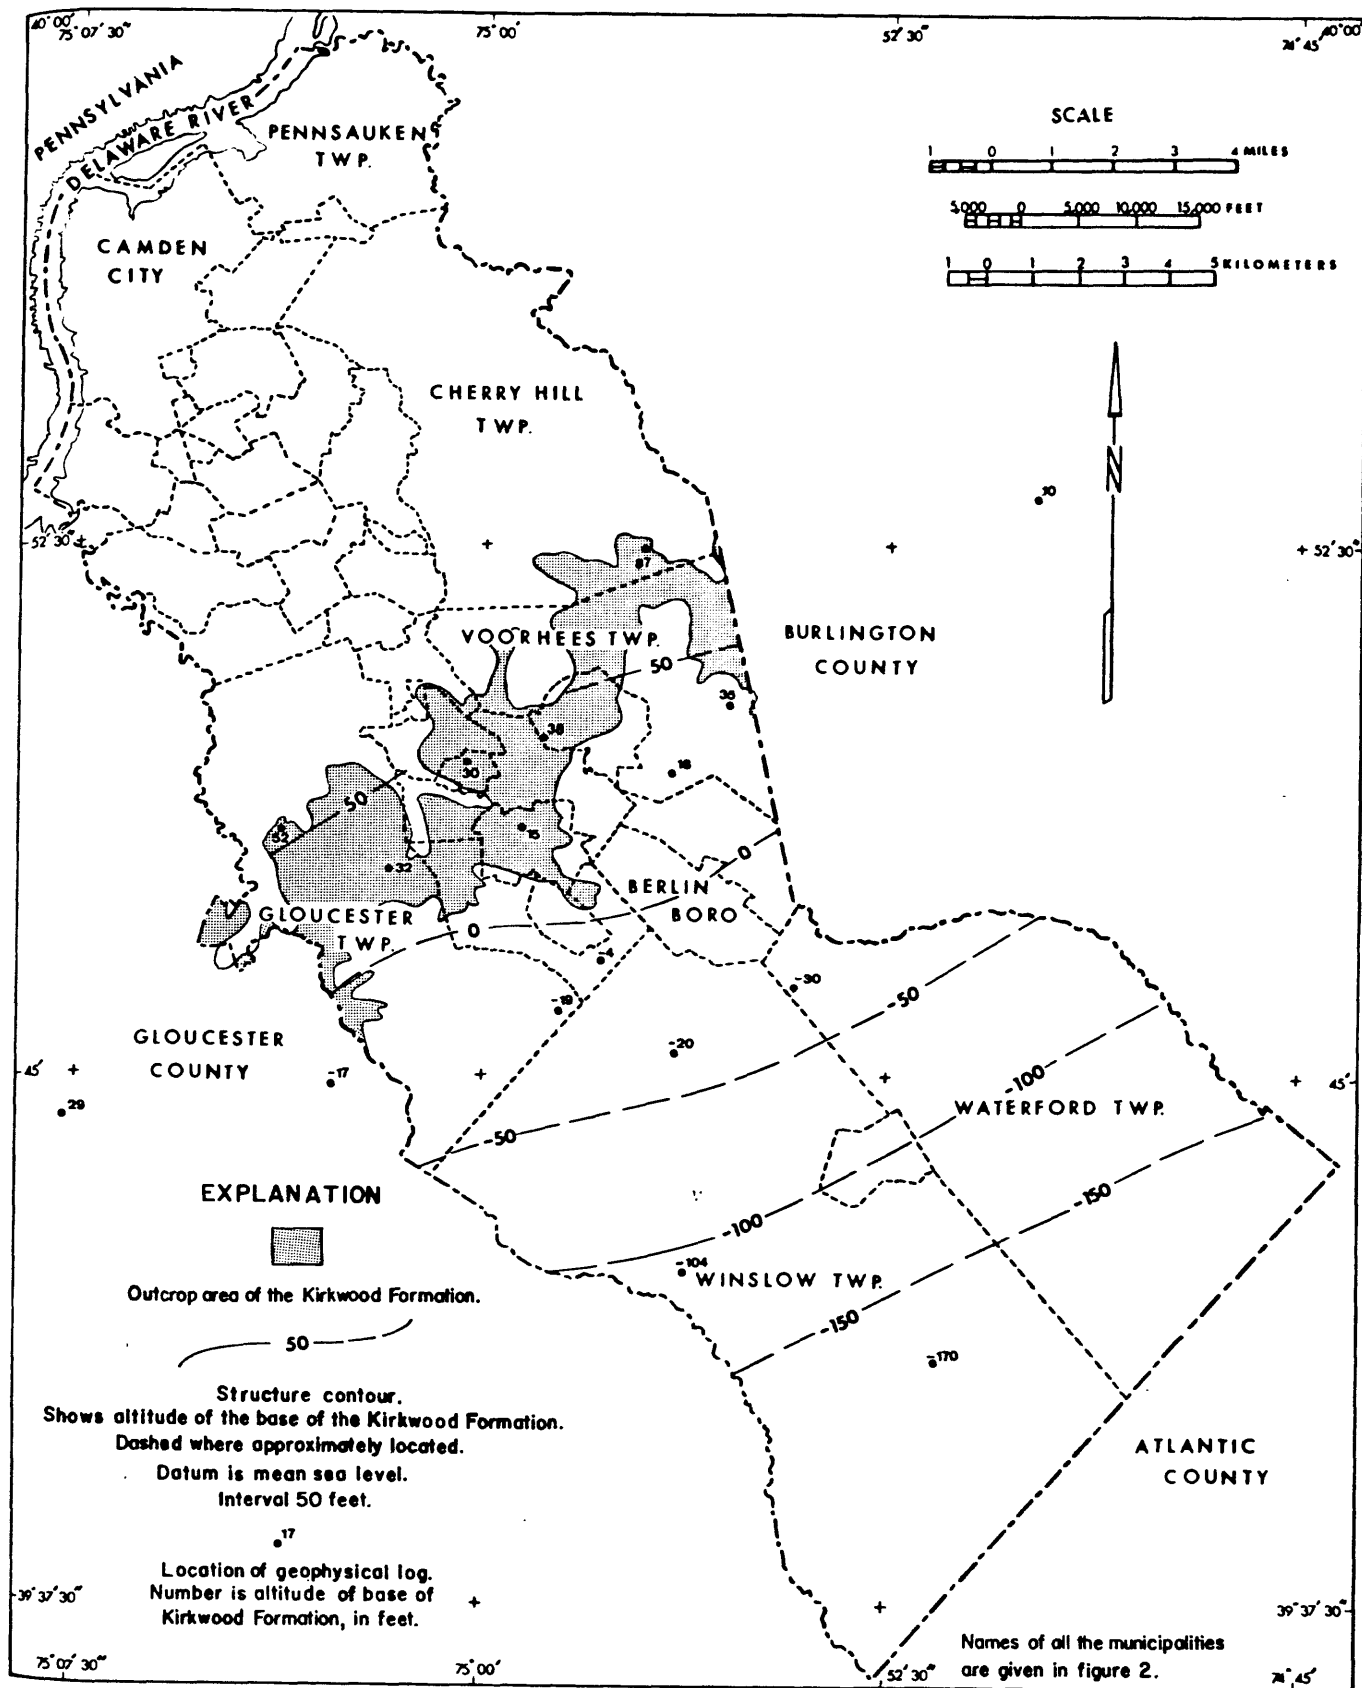 40°00'
75°07'30"
75°00'
52'30"
74°45'
40°00'
PENNSYLVANIA
DELAWARE RIVER
PENNSAUKEN
TWP.
SCALE
1 0 1 2 3 4 MILES
5,000 0 5,000 10,000 15,000 FEET
1 0 1 2 3 4 5 KILOMETERS
CAMDEN
CITY
CHERRY HILL
TWP.
N
52'30"
52'30"
VOORHEES TWP.
50
BURLINGTON
COUNTY
38
30
18
50
52
15
32
0
BERLIN
BORO
GLOUCESTER
TWP.
0
-4
-30
-19
-50
-20
GLOUCESTER
COUNTY
45'
-17
45'
29
-100
WATERFORD TWP.
-50
-150
EXPLANATION
-100
-104
WINSLOW TWP.
Outcrop area of the Kirkwood Formation.
-150
50
-170
Structure contour.
Shows altitude of the base of the Kirkwood Formation.
Dashed where approximately located.
Datum is mean sea level.
Interval 50 feet.
ATLANTIC
COUNTY
17
Location of geophysical log.
Number is altitude of base of
Kirkwood Formation, in feet.
39°37'30"
39°37'30"
Names of all the municipalities
are given in figure 2.
75°07'30"
75°00'
52'30"
74°45'